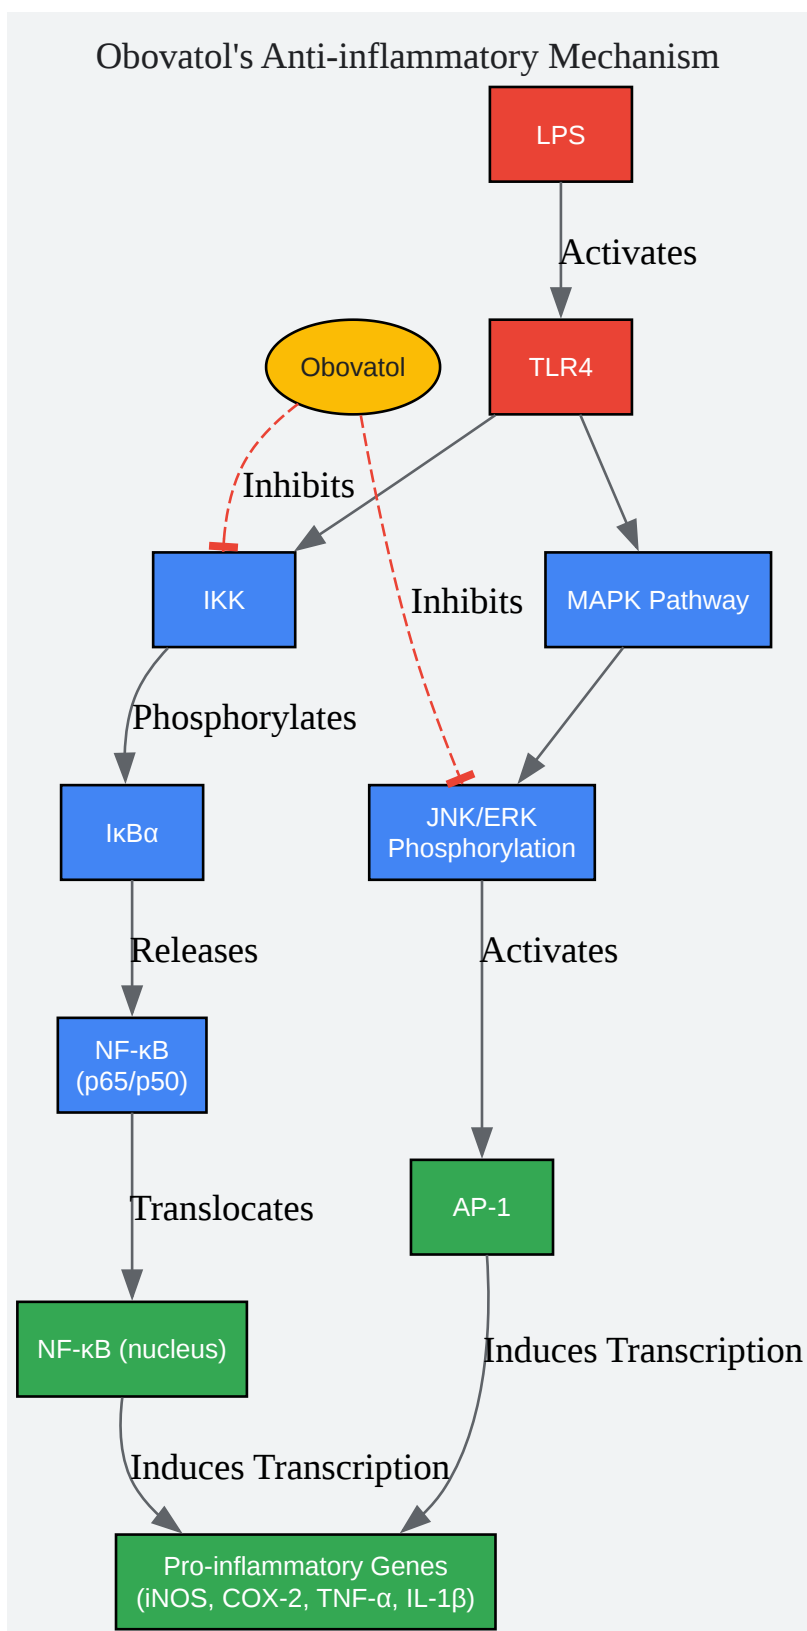 Obovatol's Anti-inflammatory Mechanism
LPS
Activates
Obovatol
TLR4
Inhibits
IKK
Inhibits
MAPK Pathway
Phosphorylates
IκBα
JNK/ERK
Phosphorylation
Releases
Activates
NF-κB
(p65/p50)
Translocates
AP-1
NF-κB (nucleus)
Induces Transcription
Induces Transcription
Pro-inflammatory Genes
(iNOS, COX-2, TNF-α, IL-1β)